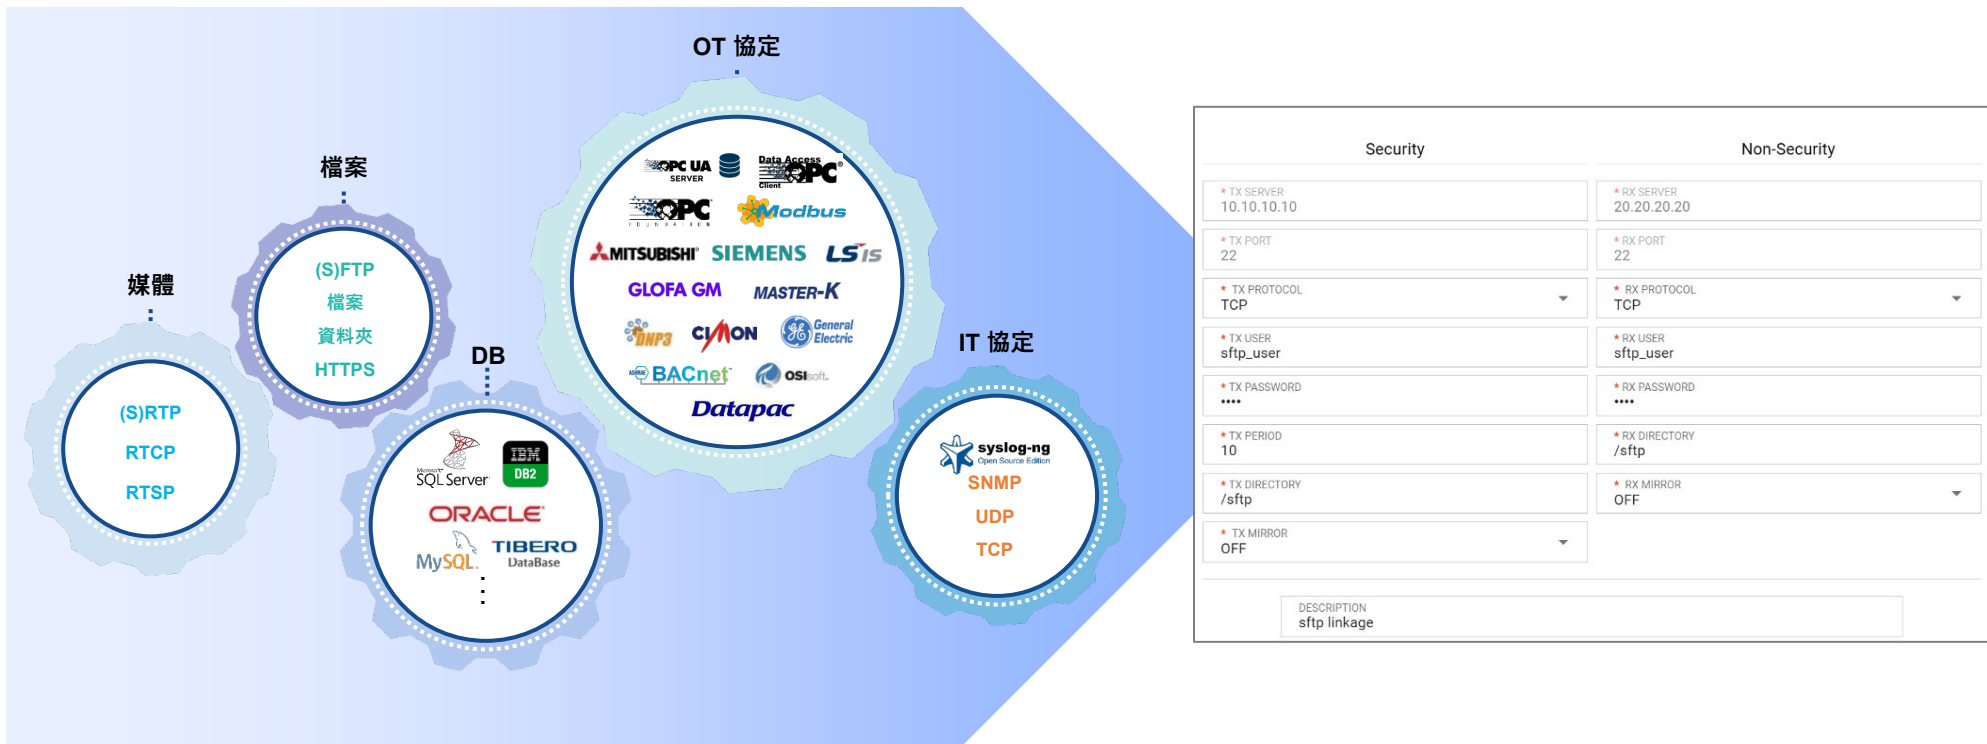 媒體
(S)RTP
RTCP
RTSP
檔案
(S)FTP
檔案
資料夾
HTTPS
DB
Microsoft
SQL Server
IBM
DB2
ORACLE
MySQL
TIBERO
DataBase
OT 協定
OPC UA
SERVER
Data Access
OPC
Client
OPC
FOUNDATION
Modbus
MITSUBISHI
SIEMENS
LS IS
GLOFA GM
MASTER-K
DNP3
CIMON
General
Electric
ASHRAE BACnet
OSIsoft.
Datapac
IT 協定
syslog-ng
Open Source Edition
SNMP
UDP
TCP
Security
* TX SERVER
10.10.10.10
* TX PORT
22
* TX PROTOCOL
TCP
* TX USER
sftp_user
* TX PASSWORD
••••
* TX PERIOD
10
* TX DIRECTORY
/sftp
* TX MIRROR
OFF
Non-Security
* RX SERVER
20.20.20.20
* RX PORT
22
* RX PROTOCOL
TCP
* RX USER
sftp_user
* RX PASSWORD
••••
* RX DIRECTORY
/sftp
* RX MIRROR
OFF
DESCRIPTION
sftp linkage